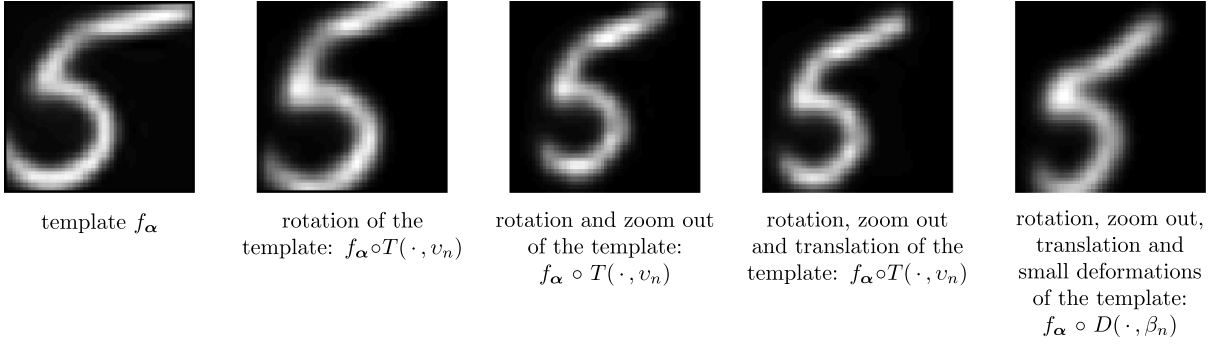 template f_α
rotation of the
template: f_α∘T(·, υ_n)
rotation and zoom out
of the template:
f_α ∘ T(·, υ_n)
rotation, zoom out
and translation of the
template: f_α∘T(·, υ_n)
rotation, zoom out,
translation and
small deformations
of the template:
f_α ∘ D(·, β_n)